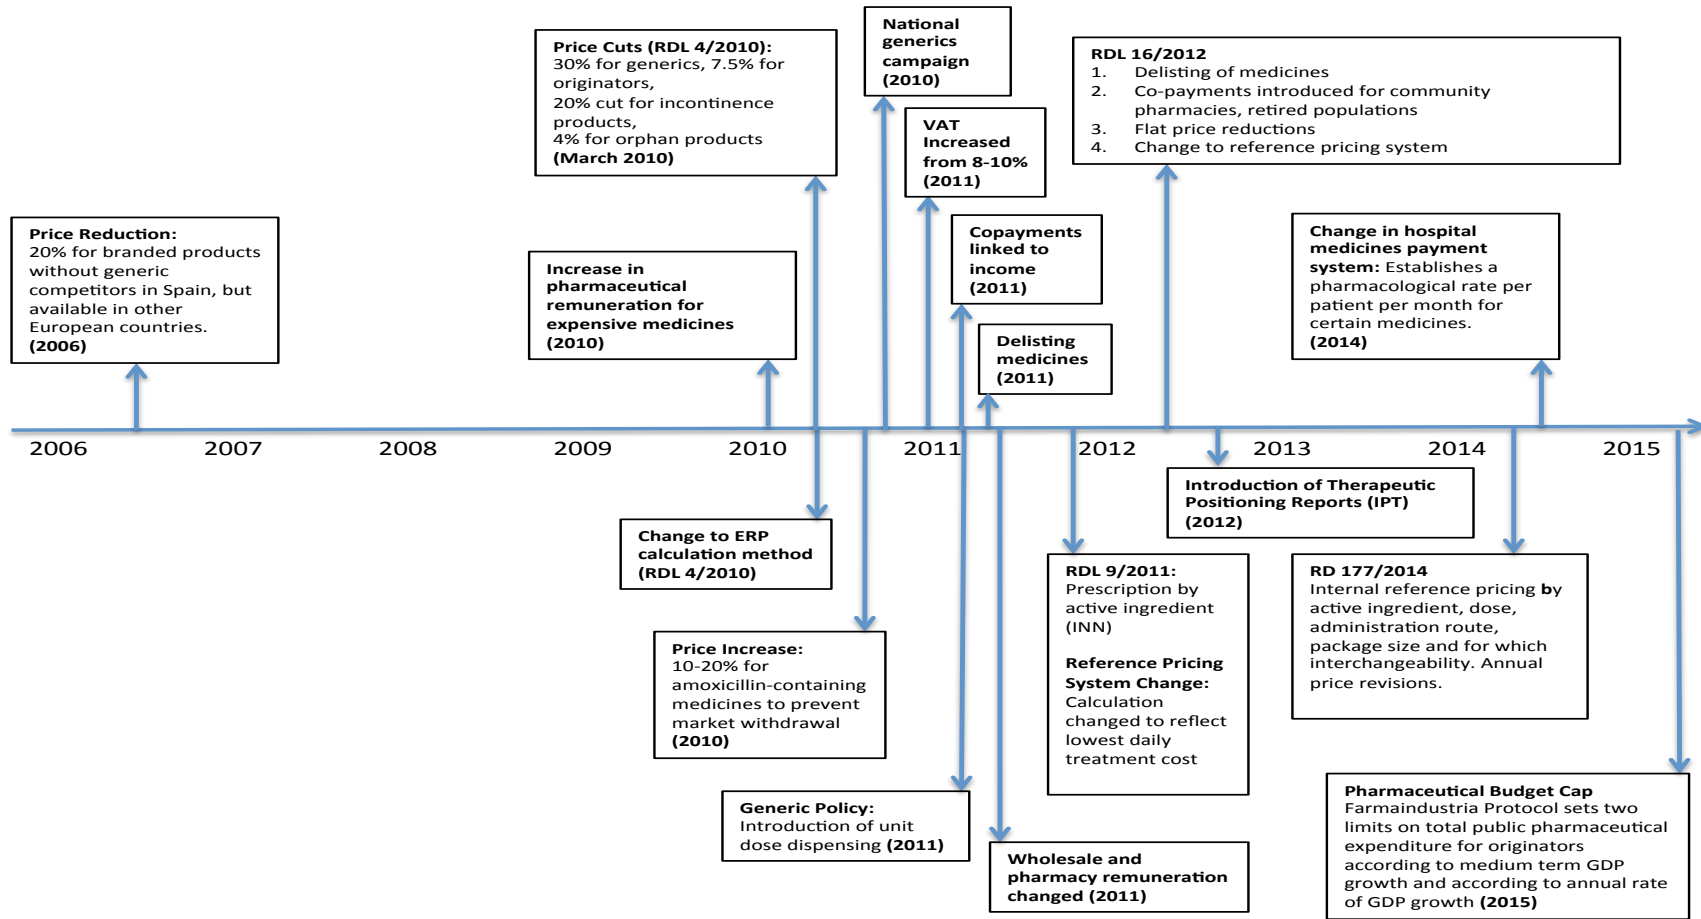 Price Reduction:
20% for branded products
without generic
competitors in Spain, but
available in other
European countries.
(2006)
Increase in
pharmaceutical
remuneration for
expensive medicines
(2010)
Price Cuts (RDL 4/2010):
30% for generics, 7.5% for
originators,
20% cut for incontinence
products,
4% for orphan products
(March 2010)
National
generics
campaign
(2010)
VAT
Increased
from 8-10%
(2011)
Copayments
linked to
income
(2011)
Delisting
medicines
(2011)
RDL 16/2012
1. Delisting of medicines
2. Co-payments introduced for community
pharmacies, retired populations
3. Flat price reductions
4. Change to reference pricing system
Change in hospital
medicines payment
system: Establishes a
pharmacological rate per
patient per month for
certain medicines.
(2014)
2006 2007 2008 2009 2010 2011 2012 2013 2014 2015
Change to ERP
calculation method
(RDL 4/2010)
Price Increase:
10-20% for
amoxicillin-containing
medicines to prevent
market withdrawal
(2010)
Generic Policy:
Introduction of unit
dose dispensing (2011)
Wholesale and
pharmacy remuneration
changed (2011)
RDL 9/2011:
Prescription by
active ingredient
(INN)
Reference Pricing
System Change:
Calculation
changed to reflect
lowest daily
treatment cost
Introduction of Therapeutic
Positioning Reports (IPT)
(2012)
RD 177/2014
Internal reference pricing by
active ingredient, dose,
administration route,
package size and for which
interchangeability. Annual
price revisions.
Pharmaceutical Budget Cap
Farmaindustria Protocol sets two
limits on total public pharmaceutical
expenditure for originators
according to medium term GDP
growth and according to annual rate
of GDP growth (2015)